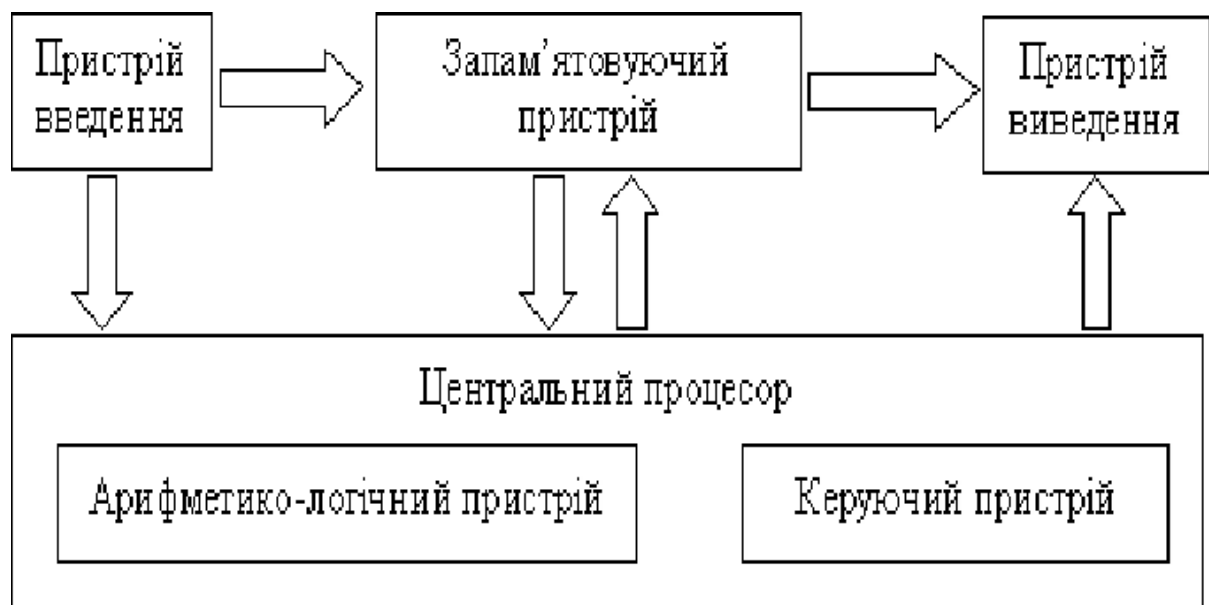 Пристрій
введення
Запам’ятовуючий
пристрій
Пристрій
виведення
Центральний процесор
Арифметико-логічний пристрій
Керуючий пристрій